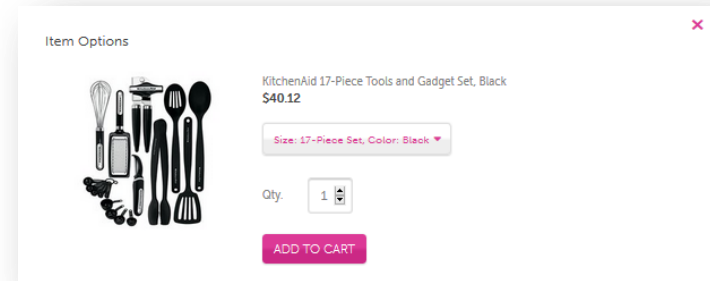 Item Options
KitchenAid 17-Piece Tools and Gadget Set, Black
$40.12
Size: 17-Piece Set, Color: Black
Qty. 1
ADD TO CART